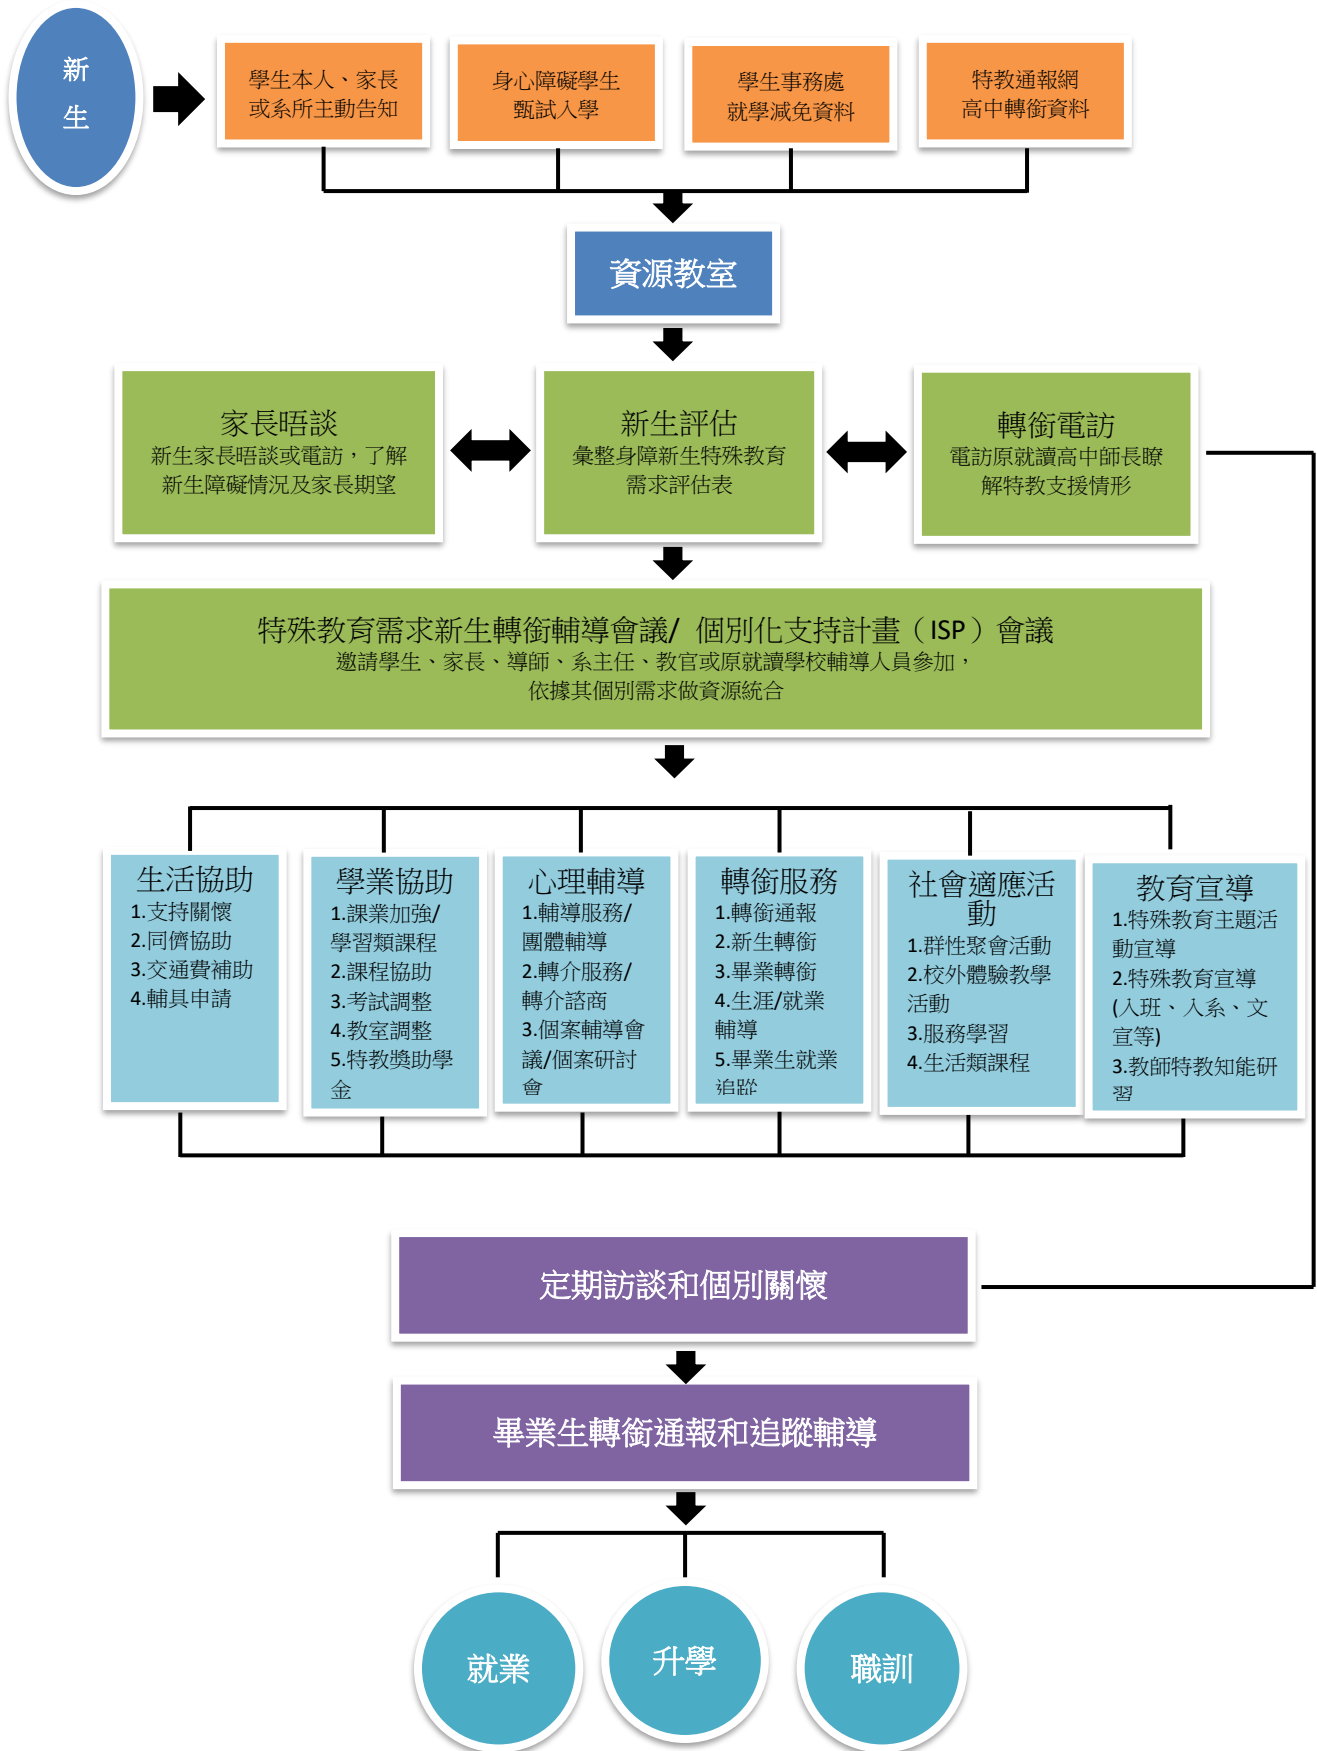 新
生
學生本人、家長
或系所主動告知
身心障礙學生
甄試入學
學生事務處
就學減免資料
特教通報網
高中轉銜資料
資源教室
家長晤談
新生家長晤談或電訪，了解
新生障礙情況及家長期望
新生評估
彙整身障新生特殊教育
需求評估表
轉銜電訪
電訪原就讀高中師長瞭
解特教支援情形
特殊教育需求新生轉銜輔導會議/ 個別化支持計畫（ISP）會議
邀請學生、家長、導師、系主任、教官或原就讀學校輔導人員參加，
依據其個別需求做資源統合
生活協助
1.支持關懷
2.同儕協助
3.交通費補助
4.輔具申請
學業協助
1.課業加強/
學習類課程
2.課程協助
3.考試調整
4.教室調整
5.特教獎助學
金
心理輔導
1.輔導服務/
團體輔導
2.轉介服務/
轉介諮商
3.個案輔導會
議/個案研討
會
轉銜服務
1.轉銜通報
2.新生轉銜
3.畢業轉銜
4.生涯/就業
輔導
5.畢業生就業
追蹤
社會適應活
動
1.群性聚會活動
2.校外體驗教學
活動
3.服務學習
4.生活類課程
教育宣導
1.特殊教育主題活
動宣導
2.特殊教育宣導
(入班、入系、文
宣等)
3.教師特教知能研
習
定期訪談和個別關懷
畢業生轉銜通報和追蹤輔導
就業
升學
職訓